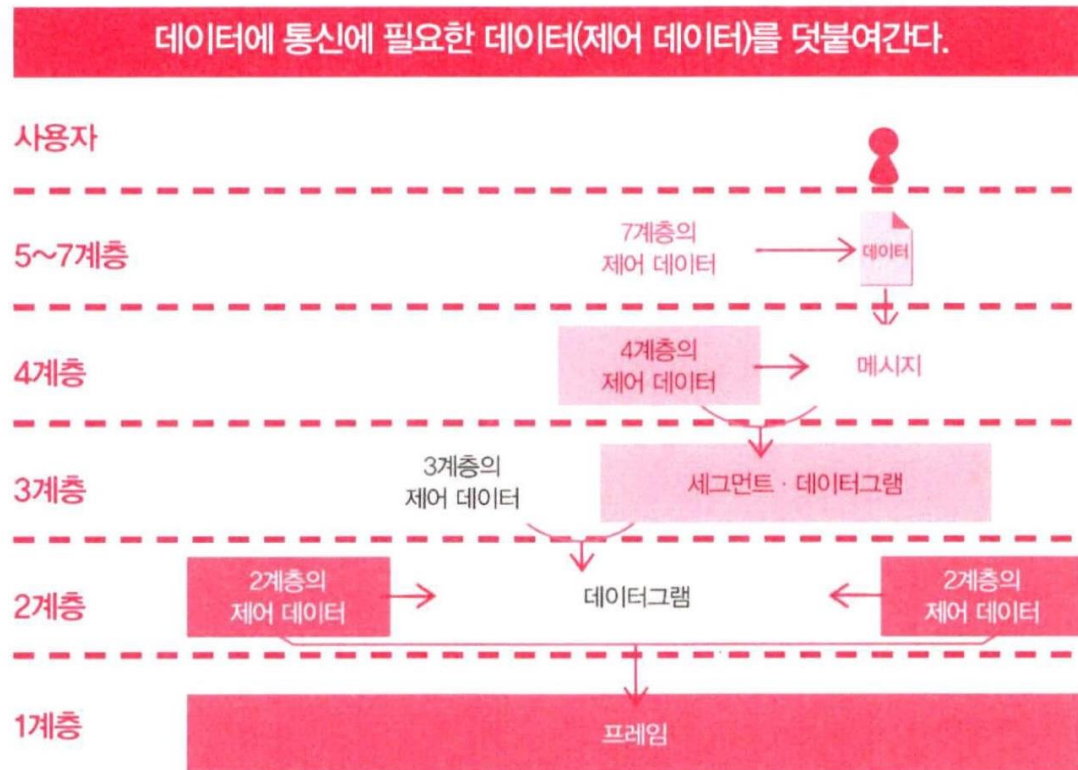 데이터에 통신에 필요한 데이터(제어 데이터)를 덧붙여간다.
사용자
5~7계층
7계층의
제어 데이터
데이터
4계층
4계층의
제어 데이터
메시지
3계층
3계층의
제어 데이터
세그먼트 · 데이터그램
2계층
2계층의
제어 데이터
데이터그램
2계층의
제어 데이터
1계층
프레임